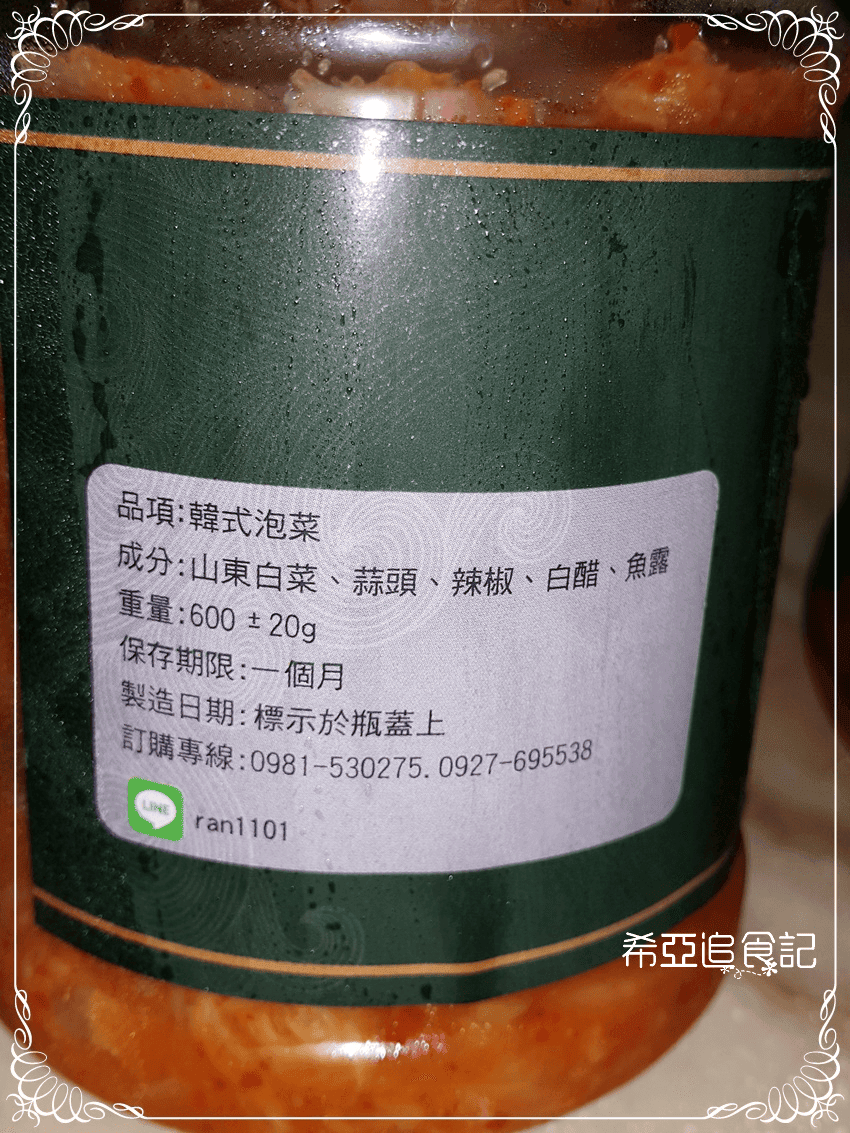 品項:韓式泡菜
成分:山東白菜、蒜頭、辣椒、白醋、魚露
重量:600 ±20g
保存期限:一個月
製造日期:標示於瓶蓋上
訂購專線:0981-530275.0927-695538
LINE ran1101
希亞追食記